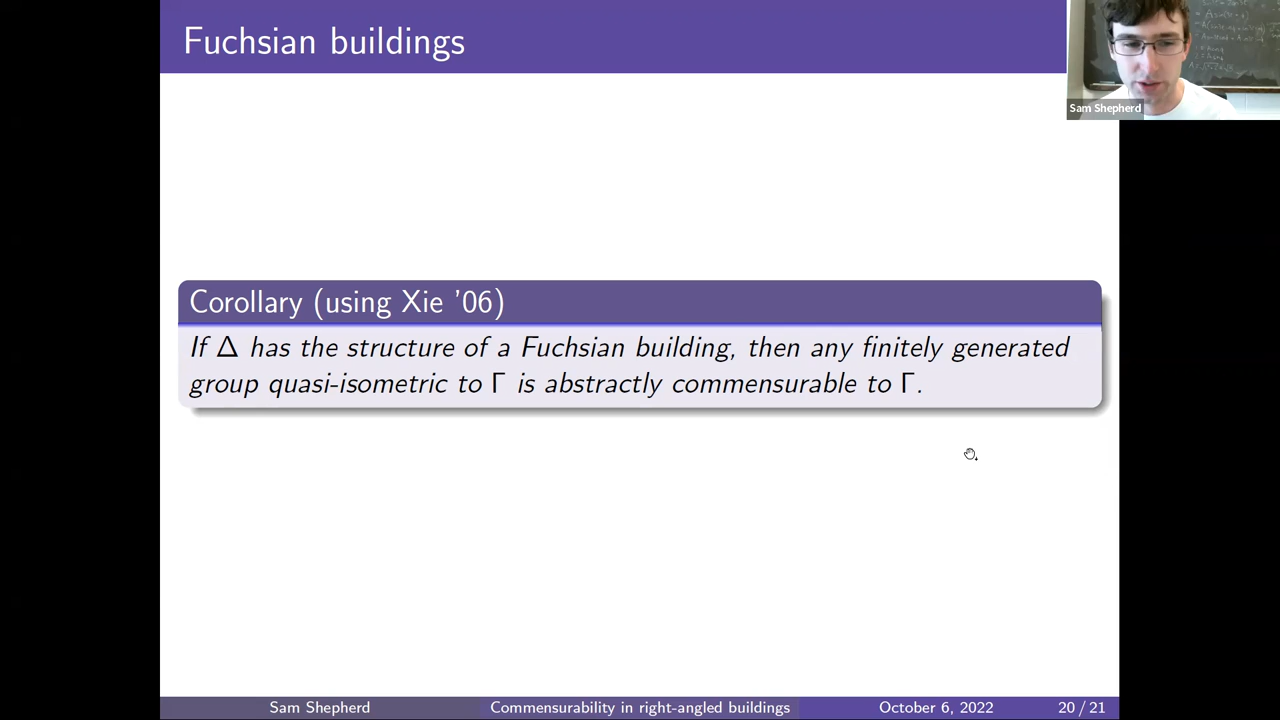 Fuchsian buildings
Sam Shepherd
Corollary (using Xie '06)
If Δ has the structure of a Fuchsian building, then any finitely generated
group quasi-isometric to Γ is abstractly commensurable to Γ.
Sam Shepherd
Commensurability in right-angled buildings
October 6, 2022
20 / 21